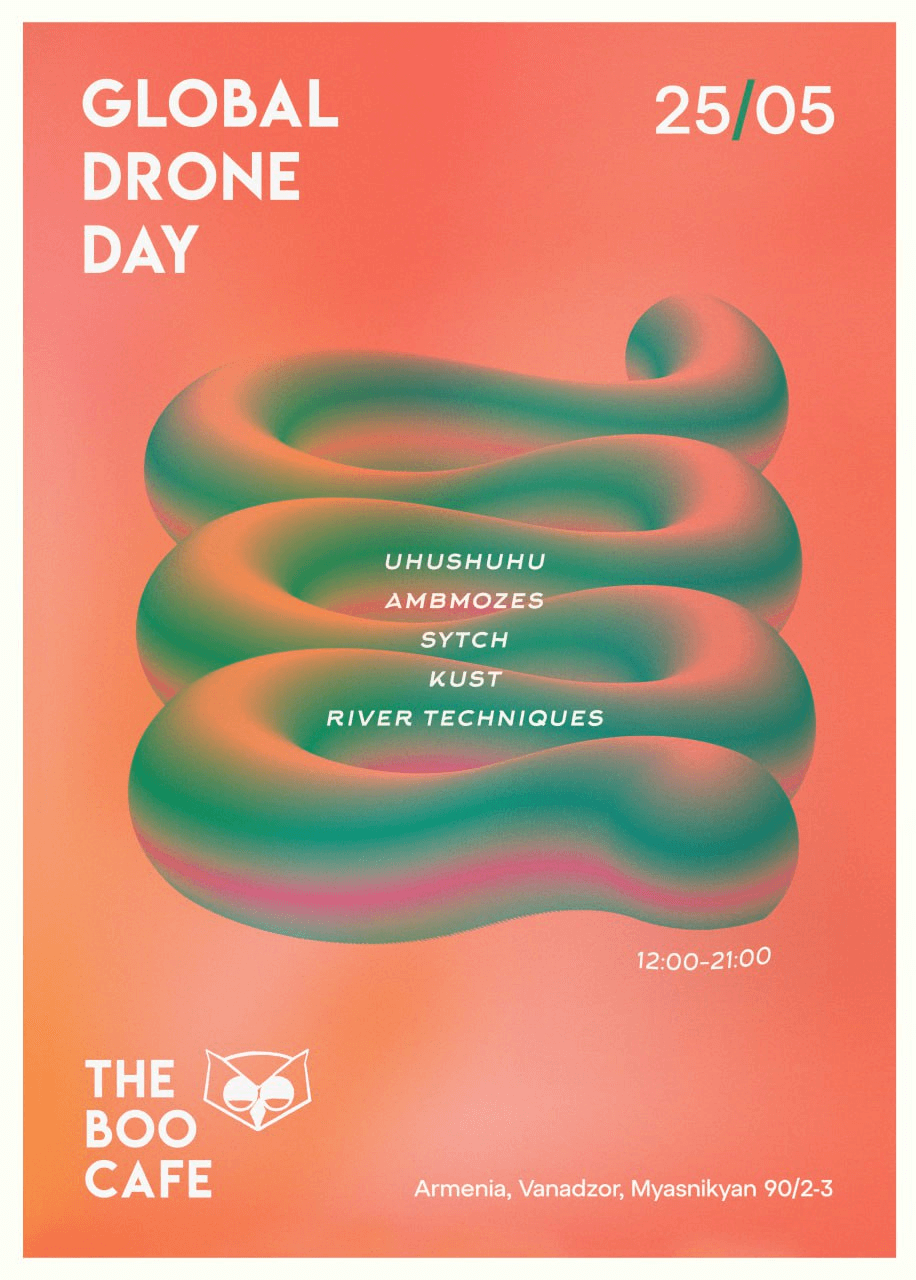 GLOBAL
DRONE
DAY
25/05
UHUSHUHU
AMBMOZES
SYTCH
KUST
RIVER TECHNIQUES
12:00-21:00
THE
BOO
CAFE
Armenia, Vanadzor, Myasnikyan 90/2-3